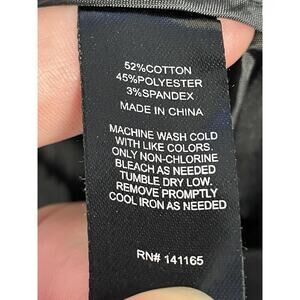 52%COTTON
45%POLYESTER
3%SPANDEX
MADE IN CHINA
MACHINE WASH COLD
WITH LIKE COLORS.
ONLY NON-CHLORINE
BLEACH AS NEEDED
TUMBLE DRY LOW.
REMOVE PROMPTLY
COOL IRON AS NEEDED
RN# 141165